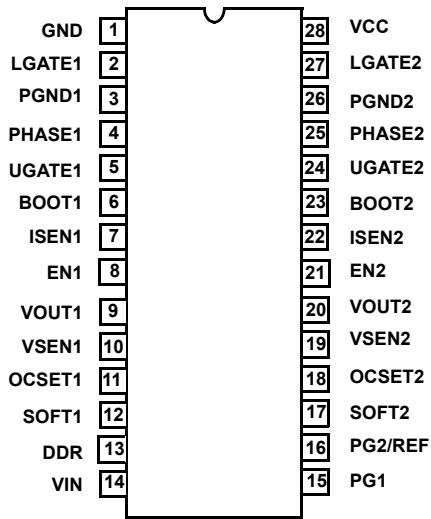 GND 1 28 VCC
LGATE1 2 27 LGATE2
PGND1 3 26 PGND2
PHASE1 4 25 PHASE2
UGATE1 5 24 UGATE2
BOOT1 6 23 BOOT2
ISEN1 7 22 ISEN2
EN1 8 21 EN2
VOUT1 9 20 VOUT2
VSEN1 10 19 VSEN2
OCSET1 11 18 OCSET2
SOFT1 12 17 SOFT2
DDR 13 16 PG2/REF
VIN 14 15 PG1